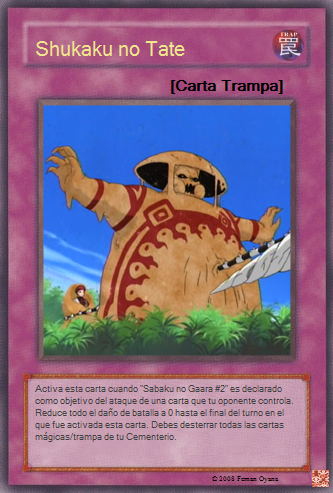 Shukaku no Tate
TRAP
罠
[Carta Trampa]
Activa esta carta cuando "Sabaku no Gaara #2" es declarado
como objetivo del ataque de una carta que tu oponente controla.
Reduce todo el daño de batalla a 0 hasta el final del turno en el
que fue activada esta carta. Debes desterrar todas las cartas
mágicas/trampa de tu Cementerio.
© 2008 Faman Oyana